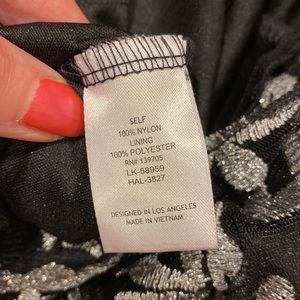 SELF
100% NYLON
LINING
100% POLYESTER
RN# 139705
LK-58959
HAL-3827
DESIGNED IN LOS ANGELES
MADE IN VIETNAM